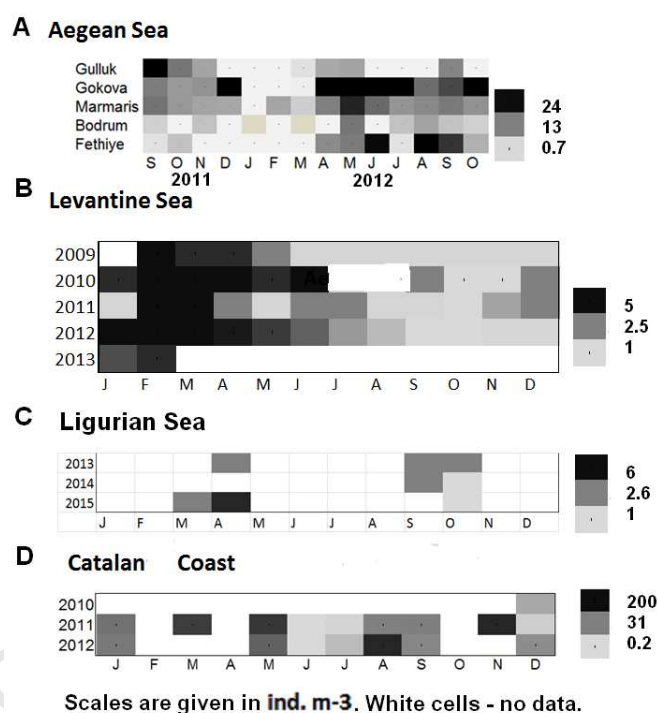 A Aegean Sea
Gulluk
Gokova
Marmaris
Bodrum
Fethiye
S O N D J F M A M J J A S O
2011 2012
24
13
0.7
B Levantine Sea
2009
2010
2011
2012
2013
J F M A M J J A S O N D
5
2.5
1
C Ligurian Sea
2013
2014
2015
J F M A M J J A S O N D
6
2.6
1
D Catalan Coast
2010
2011
2012
J F M A M J J A S O N D
200
31
0.2
Scales are given in ind. m-3. White cells - no data.